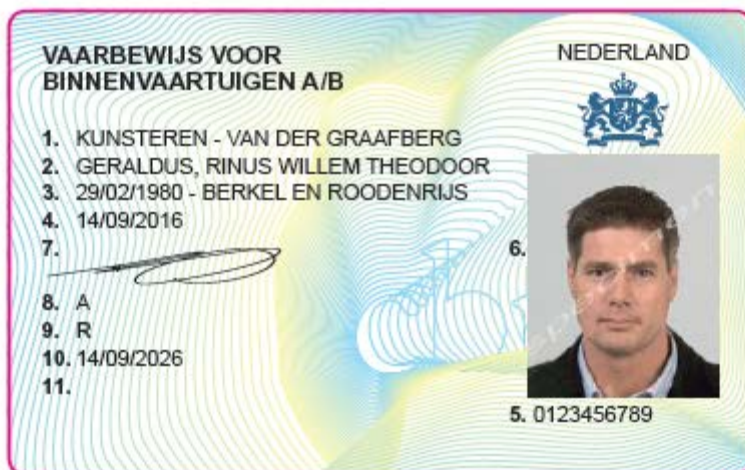 VAARBEWIJS VOOR
BINNENVAARTUIGEN A/B
NEDERLAND
1. KUNSTEREN - VAN DER GRAAFBERG
2. GERALDUS, RINUS WILLEM THEODOOR
3. 29/02/1980 - BERKEL EN ROODENRIJS
4. 14/09/2016
7.
6.
8. A
9. R
10. 14/09/2026
11.
5. 0123456789